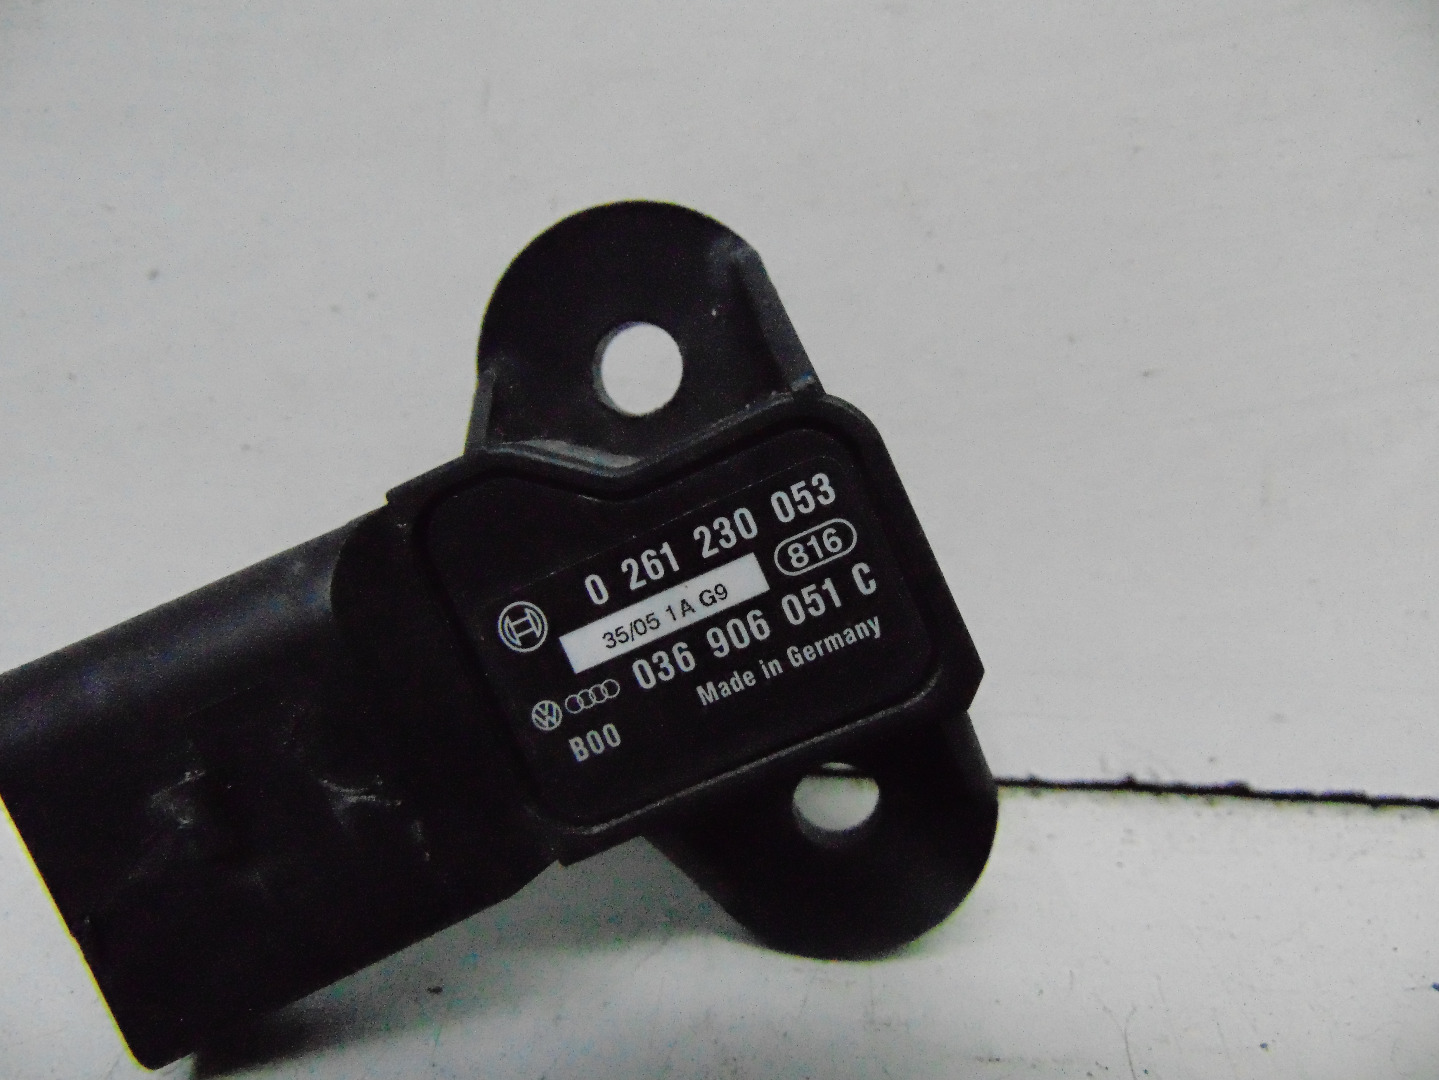 0 261 230 053
35/05 1A G9 816
036 906 051 C
Made in Germany
B00